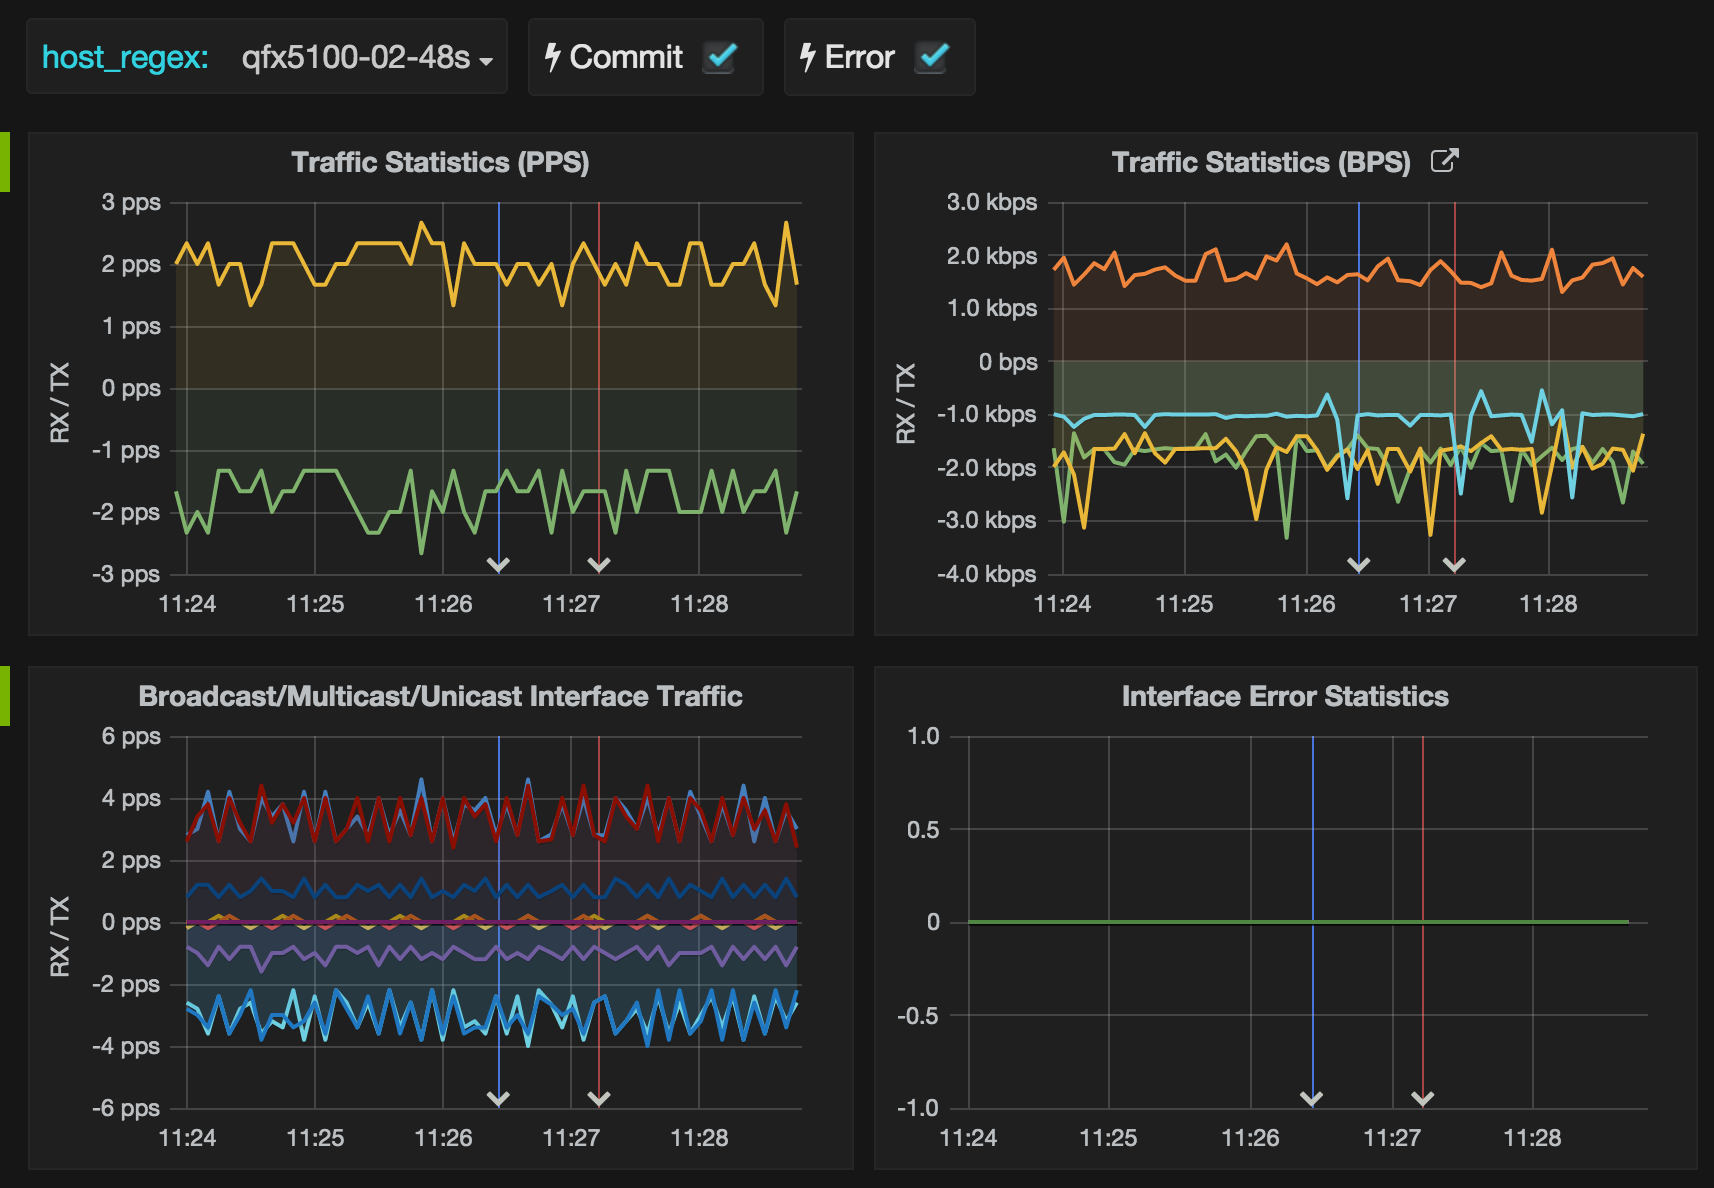 host_regex: qfx5100-02-48s Commit Error
Traffic Statistics (PPS)
3 pps
2 pps
1 pps
0 pps
-1 pps
-2 pps
-3 pps
RX / TX
11:24 11:25 11:26 11:27 11:28
Traffic Statistics (BPS)
3.0 kbps
2.0 kbps
1.0 kbps
0 bps
-1.0 kbps
-2.0 kbps
-3.0 kbps
-4.0 kbps
RX / TX
11:24 11:25 11:26 11:27 11:28
Broadcast/Multicast/Unicast Interface Traffic
6 pps
4 pps
2 pps
0 pps
-2 pps
-4 pps
-6 pps
RX / TX
11:24 11:25 11:26 11:27 11:28
Interface Error Statistics
1.0
0.5
0
-0.5
-1.0
11:24 11:25 11:26 11:27 11:28